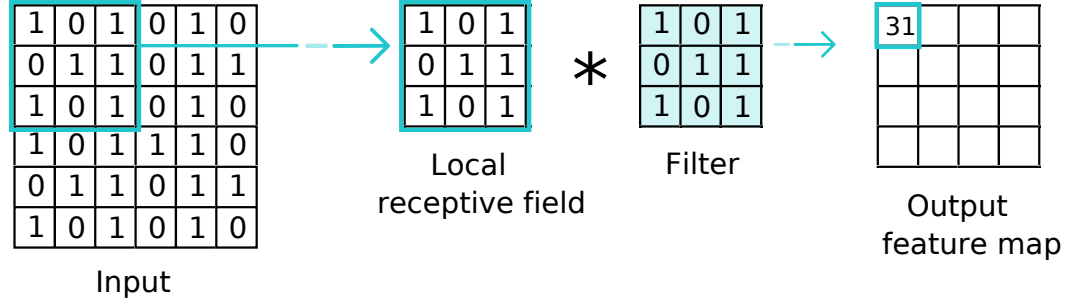 1 0 1 0 1 0 1 0 1 * 1 0 1 31
0 1 1 0 1 1 0 1 1 0 1 1
1 0 1 0 1 0 1 0 1 1 0 1
1 0 1 1 1 0
0 1 1 0 1 1
1 0 1 0 1 0
Input
Local
receptive field
Filter
Output
feature map